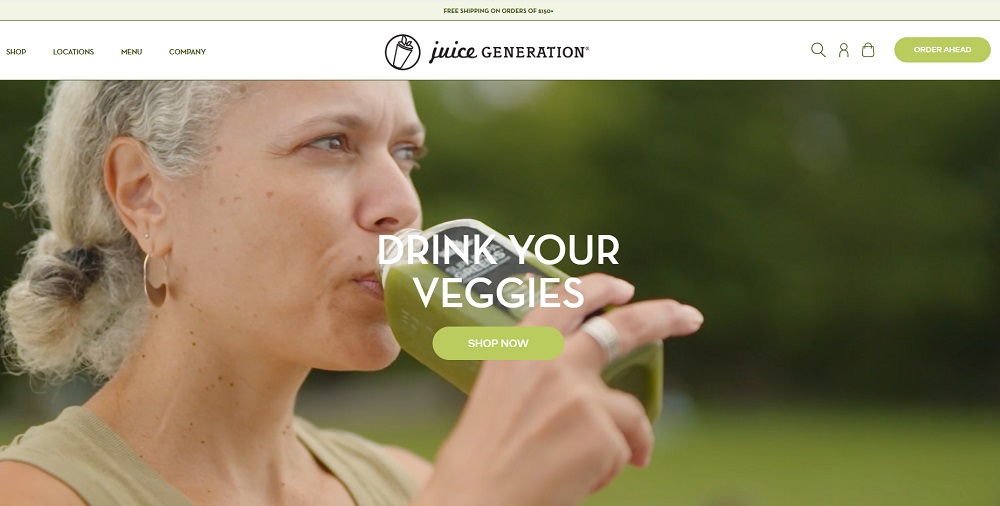 FREE SHIPPING ON ORDERS OF $150+
SHOP
LOCATIONS
MENU
COMPANY
juice GENERATION®
ORDER AHEAD
DRINK YOUR
VEGGIES
SHOP NOW